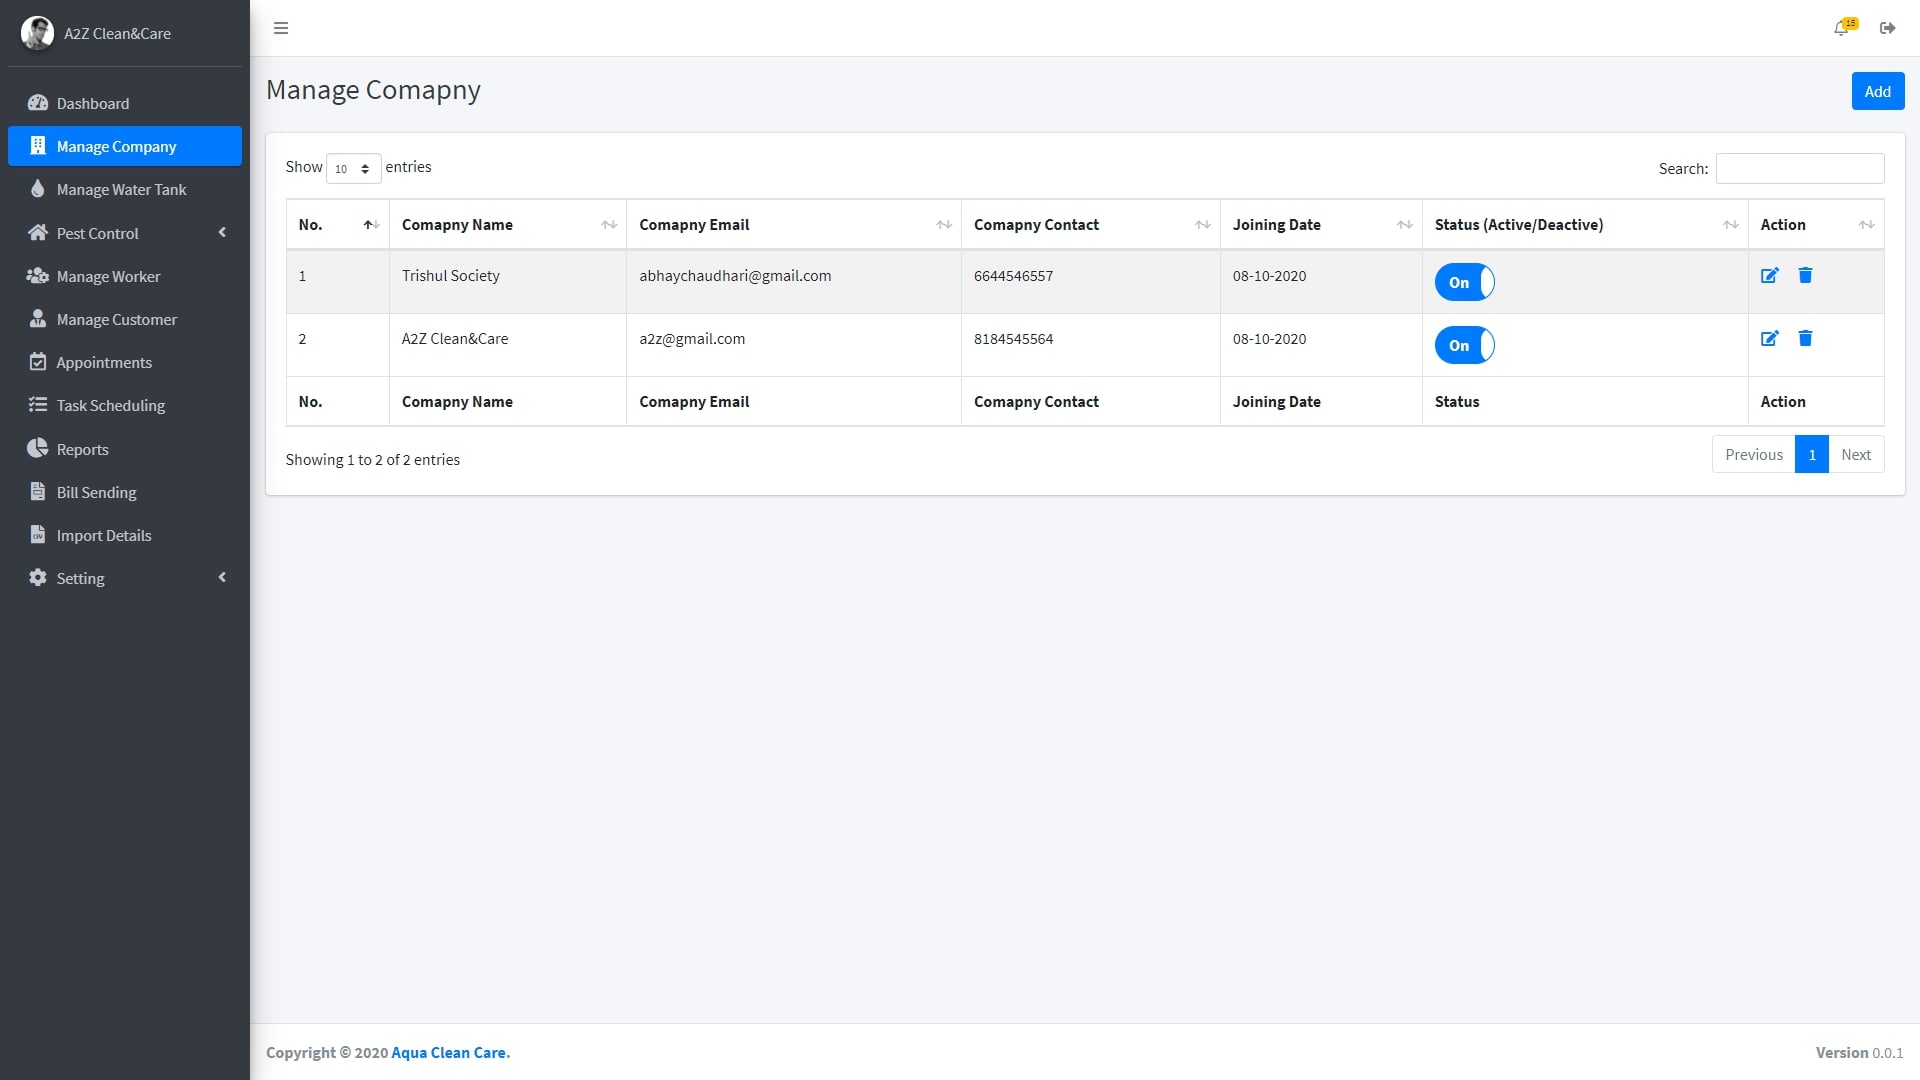 A2Z Clean&Care
15
Dashboard
Manage Company
Manage Water Tank
Pest Control
Manage Worker
Manage Customer
Appointments
Task Scheduling
Reports
Bill Sending
Import Details
Setting
Manage Comapny
Add
Show 10 entries
Search:
No. Comapny Name Comapny Email Comapny Contact Joining Date Status (Active/Deactive) Action
1 Trishul Society abhaychaudhari@gmail.com 6644546557 08-10-2020 On
2 A2Z Clean&Care a2z@gmail.com 8184545564 08-10-2020 On
No. Comapny Name Comapny Email Comapny Contact Joining Date Status Action
Showing 1 to 2 of 2 entries
Previous 1 Next
Copyright © 2020 Aqua Clean Care.
Version 0.0.1